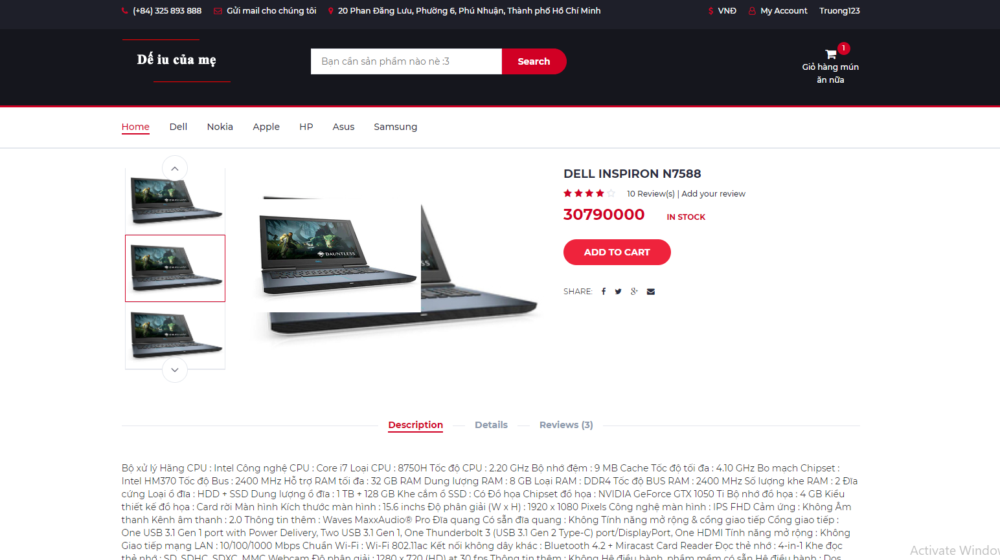 (+84) 325 893 888 Gửi mail cho chúng tôi 20 Phan Đăng Lưu, Phường 6, Phú Nhuận, Thành phố Hồ Chí Minh $ VNĐ My Account Truong123
Dế iu của mẹ
Bạn cần sản phẩm nào nè :3 Search
1
Giỏ hàng mún
ăn nữa
Home Dell Nokia Apple HP Asus Samsung
DELL INSPIRON N7588
10 Review(s) | Add your review
30790000 IN STOCK
ADD TO CART
DAUNTLESS
SHARE:
Description Details Reviews (3)
Bộ xử lý Hãng CPU : Intel Công nghệ CPU : Core i7 Loại CPU : 8750H Tốc độ CPU : 2.20 GHz Bộ nhớ đệm : 9 MB Cache Tốc độ tối đa : 4.10 GHz Bo mạch Chipset :
Intel HM370 Tốc độ Bus : 2400 MHz Hỗ trợ RAM tối đa : 32 GB RAM Dung lượng RAM : 8 GB Loại RAM : DDR4 Tốc độ BUS RAM : 2400 MHz Số lượng khe RAM : 2 Đĩa
cứng Loại ổ đĩa : HDD + SSD Dung lượng ổ đĩa : 1 TB + 128 GB Khe cắm ổ SSD : Có Đồ họa Chipset đồ họa : NVIDIA GeForce GTX 1050 Ti Bộ nhớ đồ họa : 4 GB Kiểu
thiết kế đồ họa : Card rời Màn hình Kích thước màn hình : 15.6 inchs Độ phân giải (W x H) : 1920 x 1080 Pixels Công nghệ màn hình : IPS FHD Cảm ứng : Không Âm
thanh Kênh âm thanh : 2.0 Thông tin thêm : Waves MaxxAudio® Pro Đĩa quang Có sẵn đĩa quang : Không Tính năng mở rộng & cổng giao tiếp Cổng giao tiếp :
One USB 3.1 Gen 1 port with Power Delivery, Two USB 3.1 Gen 1, One Thunderbolt 3 (USB 3.1 Gen 2 Type-C) port/DisplayPort, One HDMI Tính năng mở rộng : Không
Giao tiếp mạng LAN : 10/100/1000 Mbps Chuẩn Wi-Fi : Wi-Fi 802.11ac Kết nối không dây khác : Bluetooth 4.2 + Miracast Card Reader Đọc thẻ nhớ : 4-in-1 Khe đọc
thẻ nhớ : SD, SDHC, SDXC, MMC Webcam Độ phân giải : 1280 x 720 (HD) at 30 fps Thông tin thêm : Không Hệ điều hành, phần mềm có sẵn Hệ điều hành : Dos
Activate Window